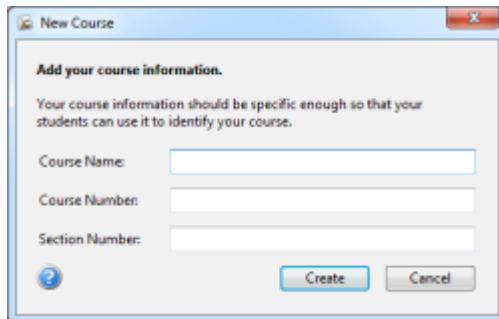 New Course
Add your course information.
Your course information should be specific enough so that your
students can use it to identify your course.
Course Name:
Course Number:
Section Number:
Create
Cancel